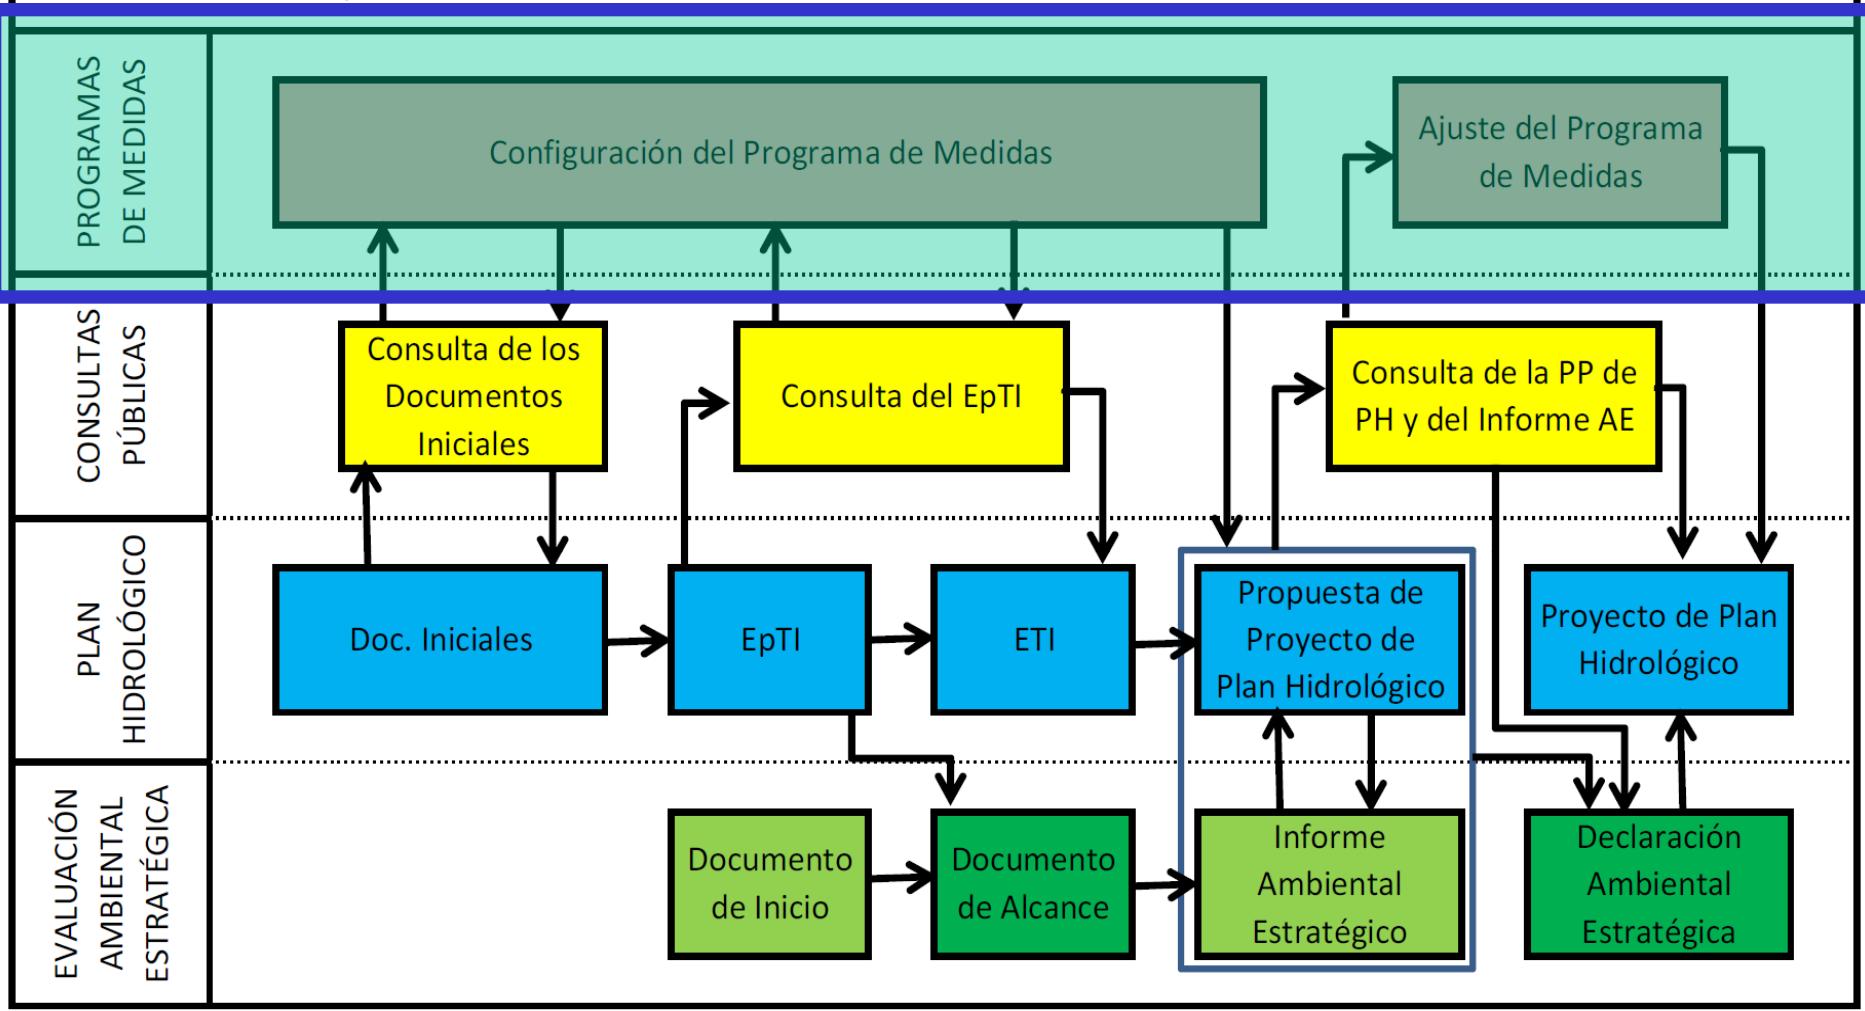 PROGRAMAS
DE MEDIDAS
Configuración del Programa de Medidas
Ajuste del Programa
de Medidas
CONSULTAS
PÚBLICAS
Consulta de los
Documentos
Iniciales
Consulta del EpTI
Consulta de la PP de
PH y del Informe AE
PLAN
HIDROLÓGICO
Doc. Iniciales
EpTI
ETI
Propuesta de
Proyecto de
Plan Hidrológico
Proyecto de Plan
Hidrológico
EVALUACIÓN
AMBIENTAL
ESTRATÉGICA
Documento
de Inicio
Documento
de Alcance
Informe
Ambiental
Estratégico
Declaración
Ambiental
Estratégica